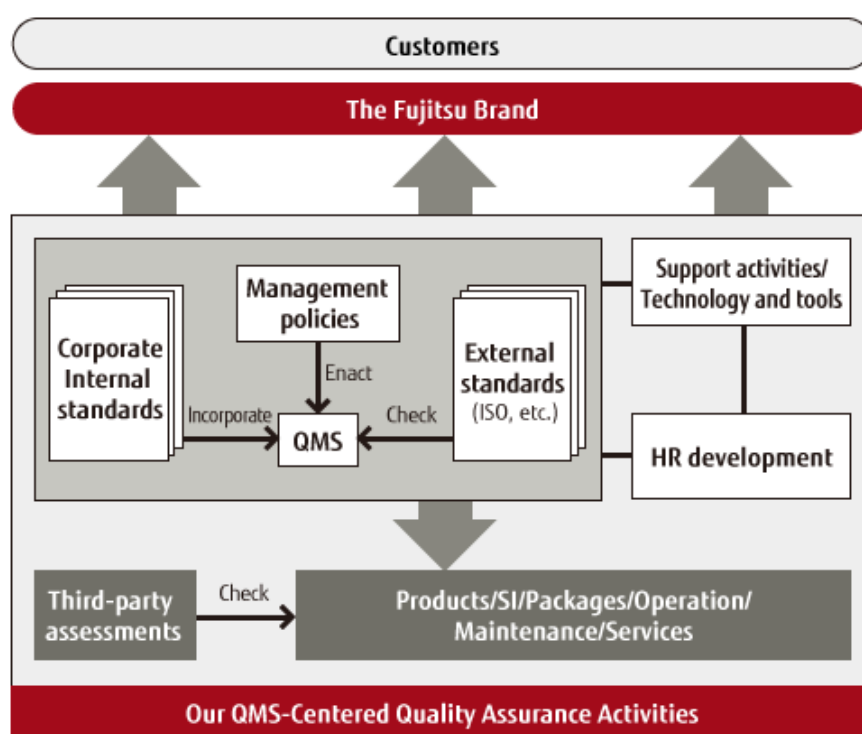 Customers
The Fujitsu Brand
Management
policies
Corporate
Internal
standards
External
standards
(ISO, etc.)
Enact
Incorporate
QMS
Check
Support activities/
Technology and tools
HR development
Third-party
assessments
Check
Products/SI/Packages/Operation/
Maintenance/Services
Our QMS-Centered Quality Assurance Activities